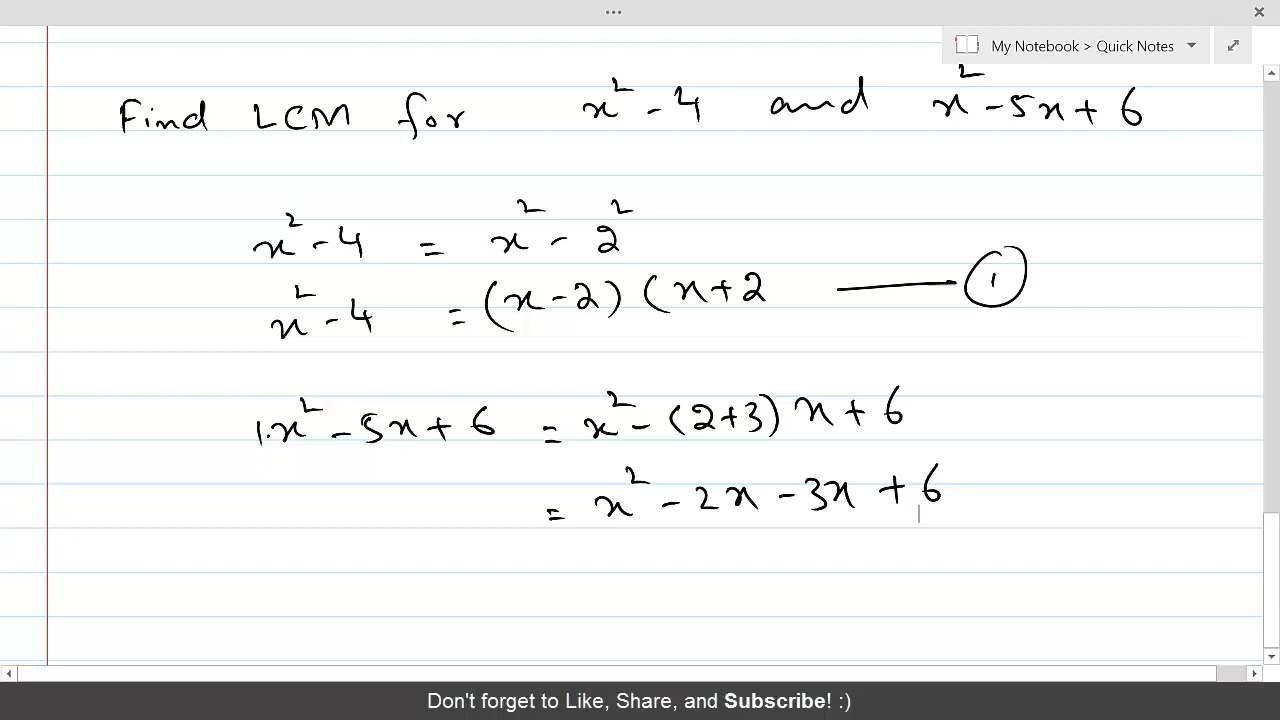 ...
My Notebook > Quick Notes
Find LCM for x² - 4 and x² - 5x + 6
x² - 4 = x² - 2²
x² - 4 = (x - 2) (x + 2 —— ①
1·x² - 5x + 6 = x² - (2+3) x + 6
= x² - 2x - 3x + 6
Don't forget to Like, Share, and Subscribe! :)